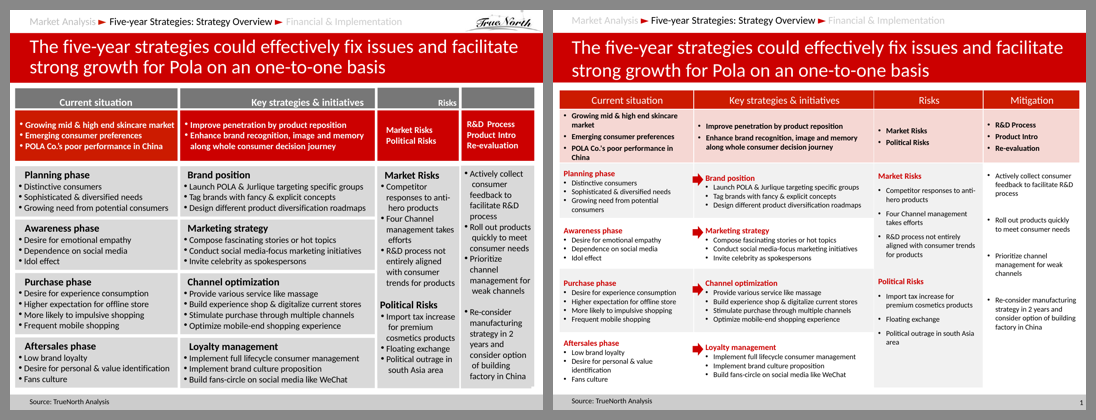 Market Analysis ► Five-year Strategies: Strategy Overview ► Financial & Implementation
True North
The five-year strategies could effectively fix issues and facilitate
strong growth for Pola on an one-to-one basis
Current situation
Key strategies & initiatives
Risks
• Growing mid & high end skincare market
• Emerging consumer preferences
• POLA Co.'s poor performance in China
• Improve penetration by product reposition
• Enhance brand recognition, image and memory
along whole consumer decision journey
Market Risks
Political Risks
R&D Process
Product Intro
Re-evaluation
Planning phase
• Distinctive consumers
• Sophisticated & diversified needs
• Growing need from potential consumers
Brand position
• Launch POLA & Jurlique targeting specific groups
• Tag brands with fancy & explicit concepts
• Design different product diversification roadmaps
Awareness phase
• Desire for emotional empathy
• Dependence on social media
• Idol effect
Marketing strategy
• Compose fascinating stories or hot topics
• Conduct social media-focus marketing initiatives
• Invite celebrity as spokespersons
Purchase phase
• Desire for experience consumption
• Higher expectation for offline store
• More likely to impulsive shopping
• Frequent mobile shopping
Channel optimization
• Provide various service like massage
• Build experience shop & digitalize current stores
• Stimulate purchase through multiple channels
• Optimize mobile-end shopping experience
Aftersales phase
• Low brand loyalty
• Desire for personal & value identification
• Fans culture
Loyalty management
• Implement full lifecycle consumer management
• Implement brand culture proposition
• Build fans-circle on social media like WeChat
Market Risks
• Competitor
responses to anti-
hero products
• Four Channel
management takes
efforts
• R&D process not
entirely aligned
with consumer
trends for products
Political Risks
• Import tax increase
for premium
cosmetics products
• Floating exchange
• Political outrage in
south Asia area
• Actively collect
consumer
feedback to
facilitate R&D
process
• Roll out products
quickly to meet
consumer needs
• Prioritize
channel
management for
weak channels
• Re-consider
manufacturing
strategy in 2
years and
consider option
of building
factory in China
Source: TrueNorth Analysis
Market Analysis ► Five-year Strategies: Strategy Overview ► Financial & Implementation
The five-year strategies could effectively fix issues and facilitate
strong growth for Pola on an one-to-one basis
Current situation
Key strategies & initiatives
Risks
Mitigation
• Growing mid & high end skincare
market
• Emerging consumer preferences
• POLA Co.'s poor performance in
China
• Improve penetration by product reposition
• Enhance brand recognition, image and memory
along whole consumer decision journey
• Market Risks
• Political Risks
• R&D Process
• Product Intro
• Re-evaluation
Planning phase
• Distinctive consumers
• Sophisticated & diversified needs
• Growing need from potential
consumers
Brand position
• Launch POLA & Jurlique targeting specific groups
• Tag brands with fancy & explicit concepts
• Design different product diversification roadmaps
Awareness phase
• Desire for emotional empathy
• Dependence on social media
• Idol effect
Marketing strategy
• Compose fascinating stories or hot topics
• Conduct social media-focus marketing initiatives
• Invite celebrity as spokespersons
Purchase phase
• Desire for experience consumption
• Higher expectation for offline store
• More likely to impulsive shopping
• Frequent mobile shopping
Channel optimization
• Provide various service like massage
• Build experience shop & digitalize current stores
• Stimulate purchase through multiple channels
• Optimize mobile-end shopping experience
Aftersales phase
• Low brand loyalty
• Desire for personal & value
identification
• Fans culture
Loyalty management
• Implement full lifecycle consumer management
• Implement brand culture proposition
• Build fans-circle on social media like WeChat
Market Risks
• Competitor responses to anti-
hero products
• Four Channel management
takes efforts
• R&D process not entirely
aligned with consumer trends
for products
Political Risks
• Import tax increase for
premium cosmetics products
• Floating exchange
• Political outrage in south Asia
area
• Actively collect consumer
feedback to facilitate R&D
process
• Roll out products quickly
to meet consumer needs
• Prioritize channel
management for weak
channels
• Re-consider manufacturing
strategy in 2 years and
consider option of building
factory in China
Source: TrueNorth Analysis
1